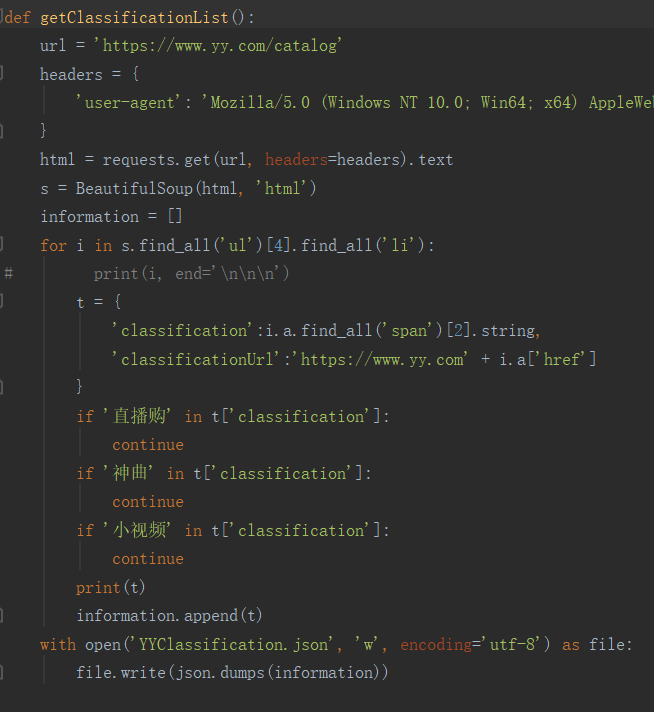 def getClassificationList():
    url = 'https://www.yy.com/catalog'
    headers = {
        'user-agent': 'Mozilla/5.0 (Windows NT 10.0; Win64; x64) AppleWeb
    }
    html = requests.get(url, headers=headers).text
    s = BeautifulSoup(html, 'html')
    information = []
    for i in s.find_all('ul')[4].find_all('li'):
#         print(i, end='\n\n\n')
        t = {
            'classification':i.a.find_all('span')[2].string,
            'classificationUrl':'https://www.yy.com' + i.a['href']
        }
        if '直播购' in t['classification']:
            continue
        if '神曲' in t['classification']:
            continue
        if '小视频' in t['classification']:
            continue
        print(t)
        information.append(t)
    with open('YYClassification.json', 'w', encoding='utf-8') as file:
        file.write(json.dumps(information))